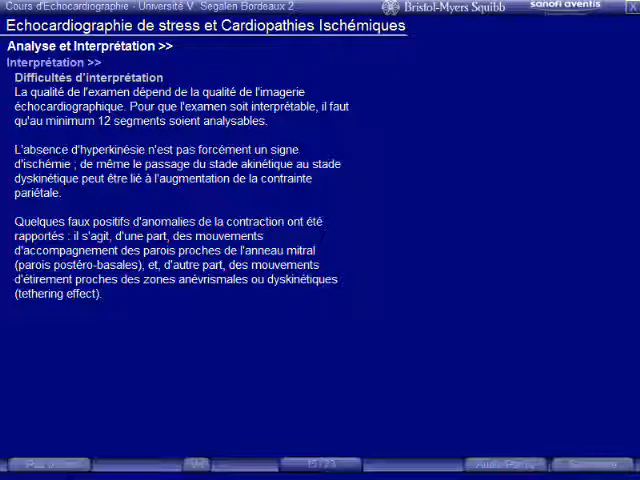 Cours d'Echocardiographie - Université V. Segalen Bordeaux 2
Bristol-Myers Squibb
sanofi aventis
X
Echocardiographie de stress et Cardiopathies Ischémiques
Analyse et Interprétation >>
Interprétation >>
Difficultés d'interprétation
La qualité de l'examen dépend de la qualité de l'imagerie
échocardiographique. Pour que l'examen soit interprétable, il faut
qu'au minimum 12 segments soient analysables.
L'absence d'hyperkinésie n'est pas forcément un signe
d'ischémie ; de même le passage du stade akinétique au stade
dyskinétique peut être lié à l'augmentation de la contrainte
pariétale.
Quelques faux positifs d'anomalies de la contraction ont été
rapportés : il s'agit, d'une part, des mouvements
d'accompagnement des parois proches de l'anneau mitral
(parois postéro-basales), et, d'autre part, des mouvements
d'étirement proches des zones anévrismales ou dyskinétiques
(tethering effect).